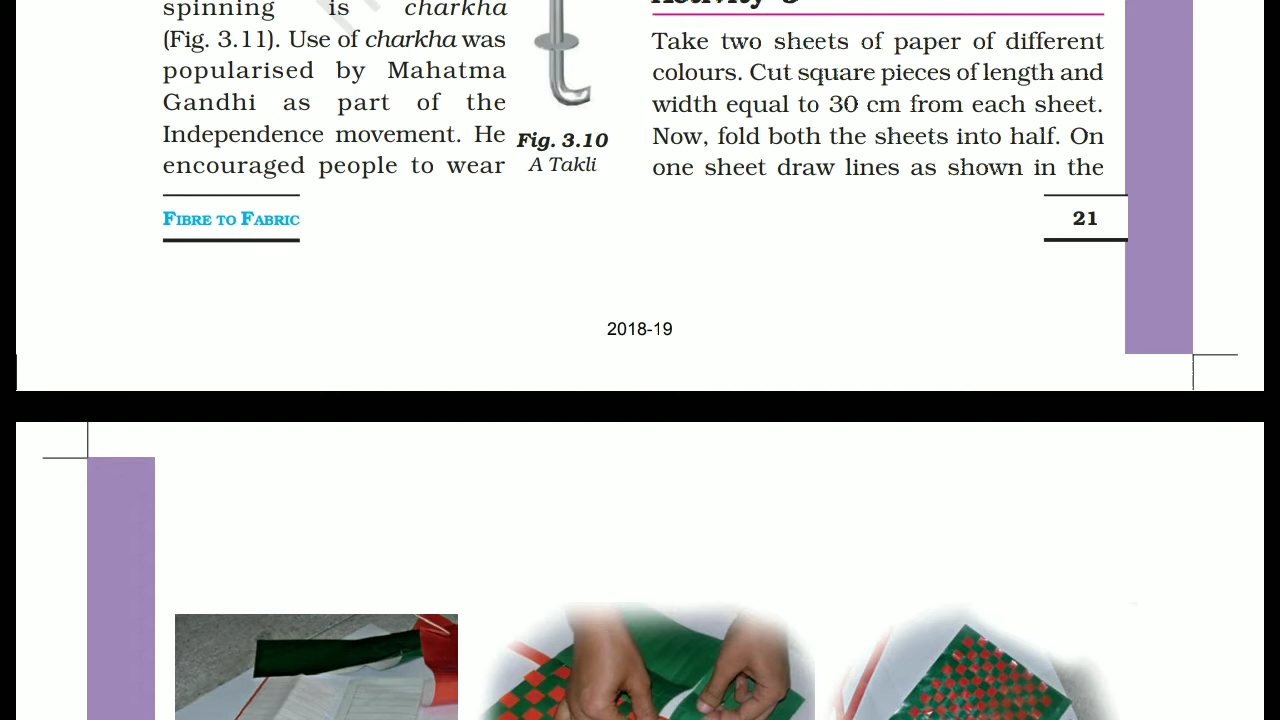 spinning is charkha
(Fig. 3.11). Use of charkha was
popularised by Mahatma
Gandhi as part of the
Independence movement. He
encouraged people to wear
Fig. 3.10
A Takli
Take two sheets of paper of different
colours. Cut square pieces of length and
width equal to 30 cm from each sheet.
Now, fold both the sheets into half. On
one sheet draw lines as shown in the
FIBRE TO FABRIC
21
2018-19